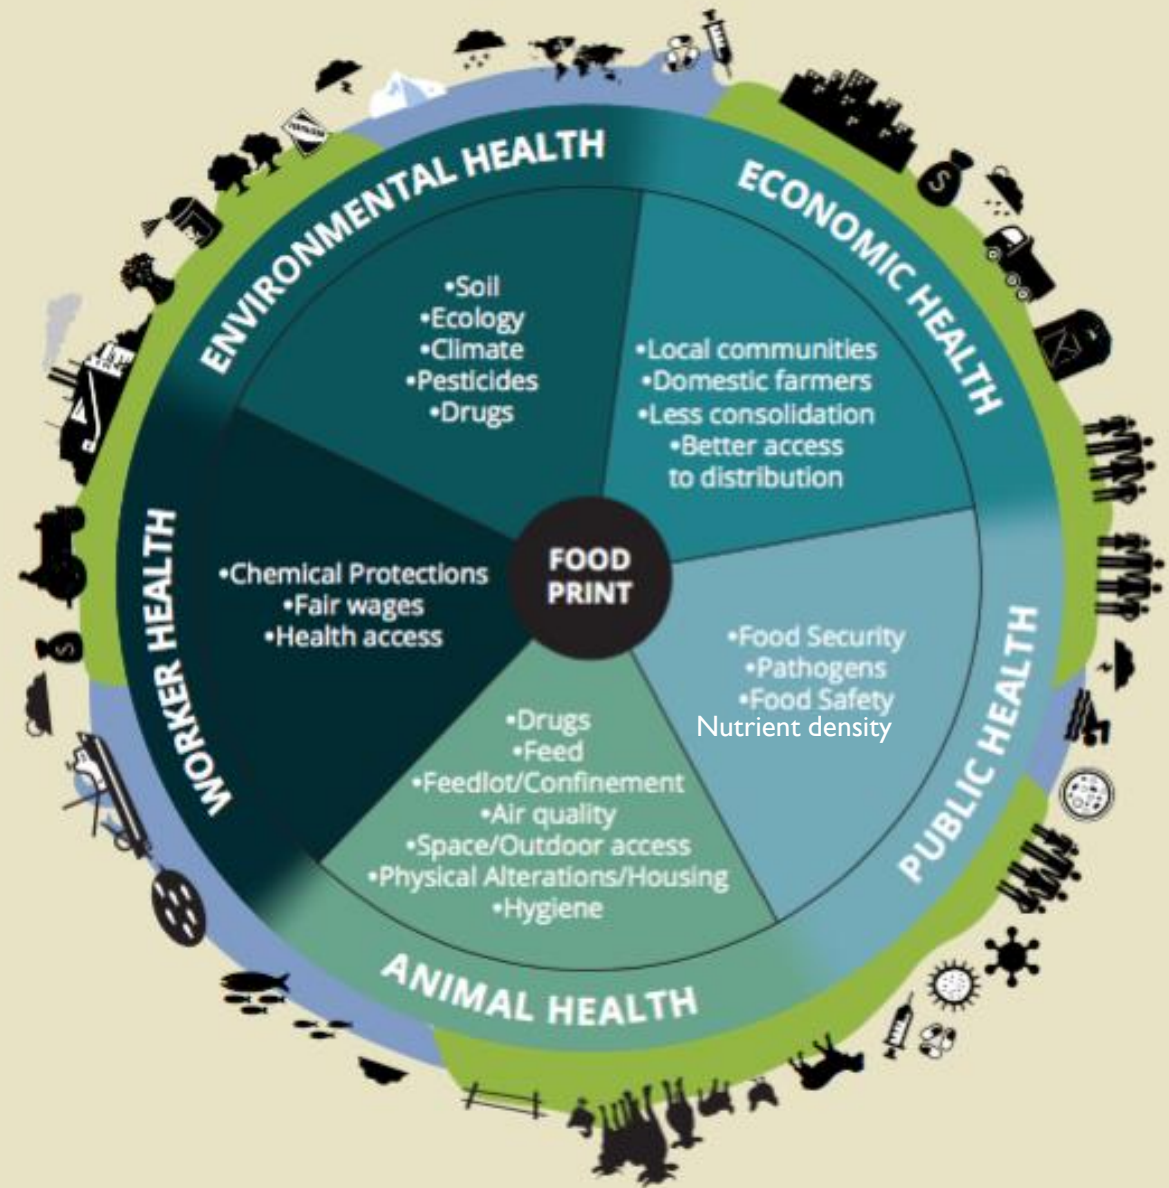 ENVIRONMENTAL HEALTH
•Soil
•Ecology
•Climate
•Pesticides
•Drugs
ECONOMIC HEALTH
•Local communities
•Domestic farmers
•Less consolidation
•Better access
to distribution
PUBLIC HEALTH
•Food Security
•Pathogens
•Food Safety
Nutrient density
ANIMAL HEALTH
•Drugs
•Feed
•Feedlot/Confinement
•Air quality
•Space/Outdoor access
•Physical Alterations/Housing
•Hygiene
WORKER HEALTH
•Chemical Protections
•Fair wages
•Health access
FOOD
PRINT
FERTILIZER
$
$